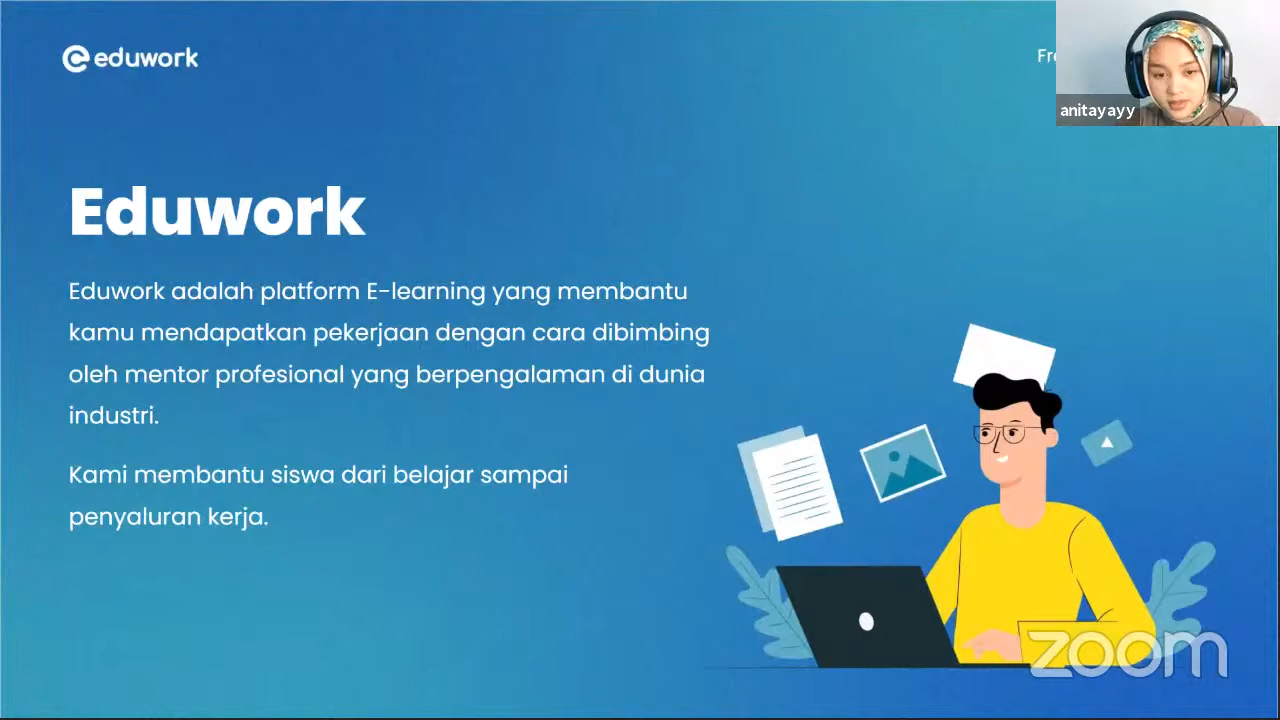 eduwork
Fre
anitayayy
Eduwork
Eduwork adalah platform E-learning yang membantu
kamu mendapatkan pekerjaan dengan cara dibimbing
oleh mentor profesional yang berpengalaman di dunia
industri.
Kami membantu siswa dari belajar sampai
penyaluran kerja.
zoom